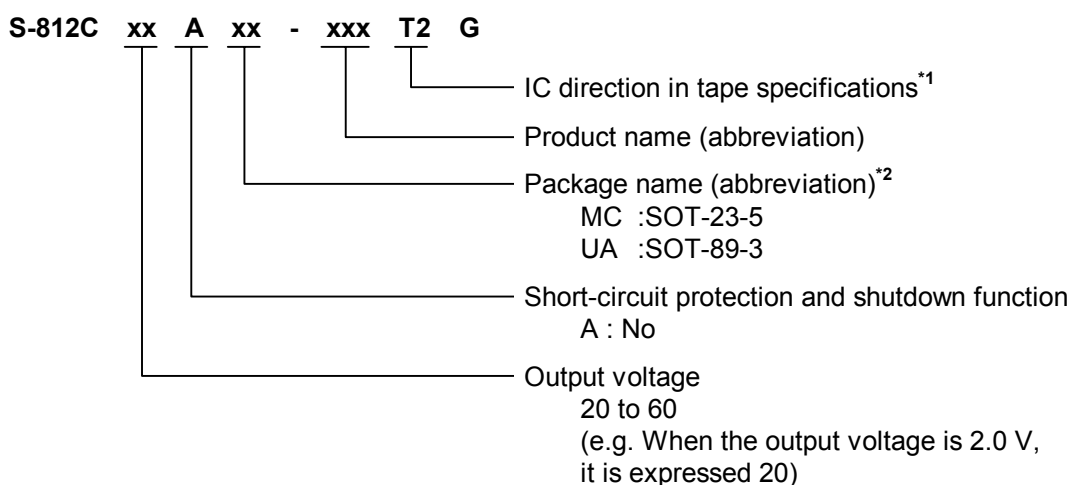 S-812C xx A xx - xxx T2 G
IC direction in tape specifications*1
Product name (abbreviation)
Package name (abbreviation)*2
MC :SOT-23-5
UA :SOT-89-3
Short-circuit protection and shutdown function
A : No
Output voltage
20 to 60
(e.g. When the output voltage is 2.0 V,
it is expressed 20)